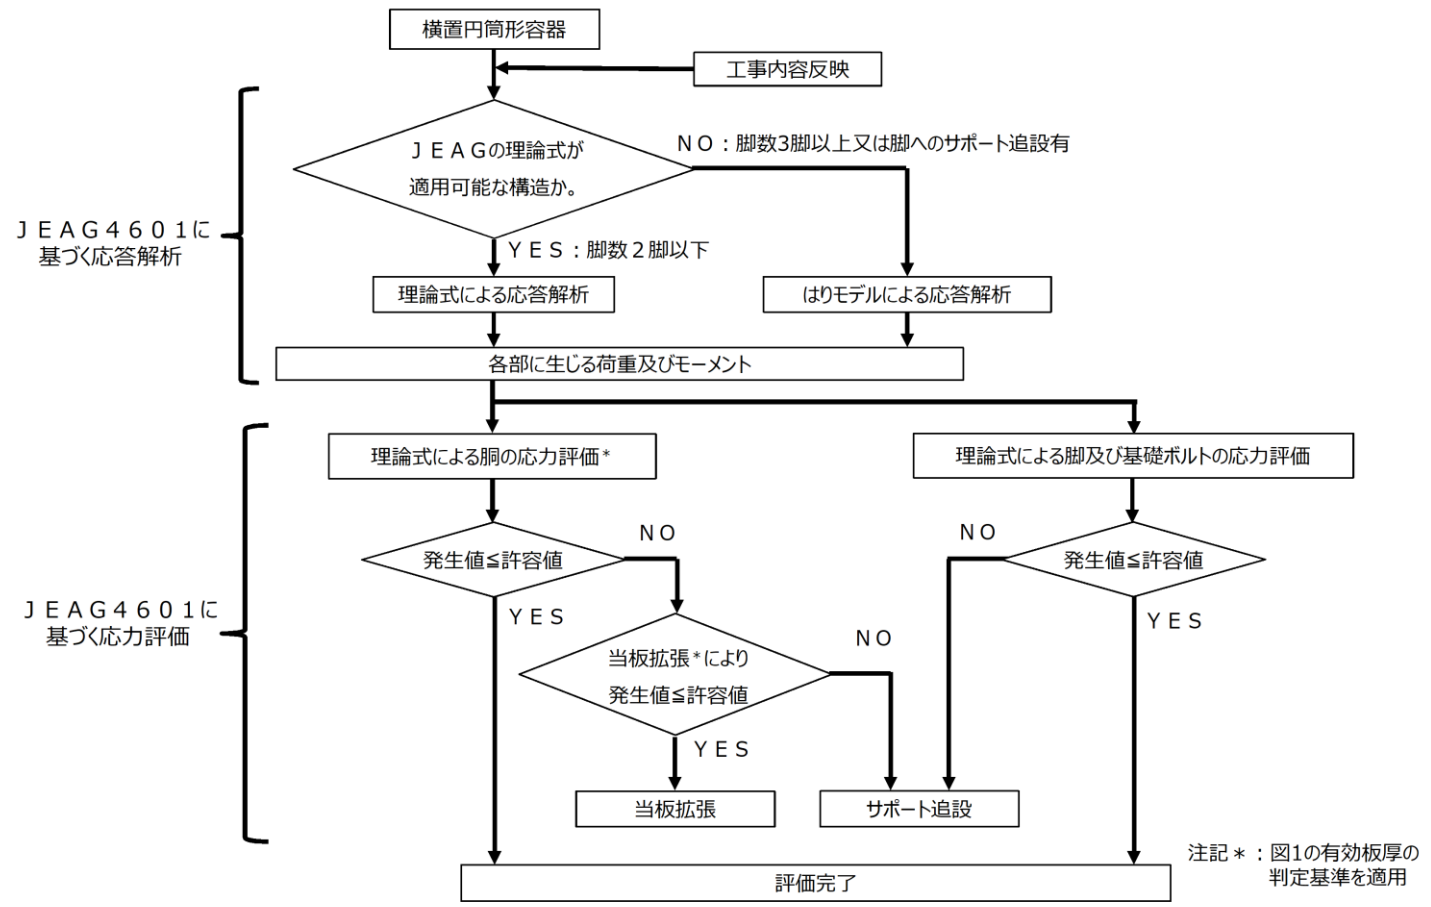 横置円筒形容器
工事内容反映
ＪＥＡＧの理論式が
適用可能な構造か。
ＮＯ：脚数3脚以上又は脚へのサポート追設有
ＪＥＡＧ４６０１に
基づく応答解析
ＹＥＳ：脚数２脚以下
理論式による応答解析
はりモデルによる応答解析
各部に生じる荷重及びモーメント
理論式による胴の応力評価*
理論式による脚及び基礎ボルトの応力評価
発生値≦許容値
ＮＯ
ＮＯ
発生値≦許容値
ＪＥＡＧ４６０１に
基づく応力評価
ＹＥＳ
ＹＥＳ
当板拡張*により
発生値≦許容値
ＮＯ
ＹＥＳ
当板拡張
サポート追設
注記＊：図1の有効板厚の
判定基準を適用
評価完了